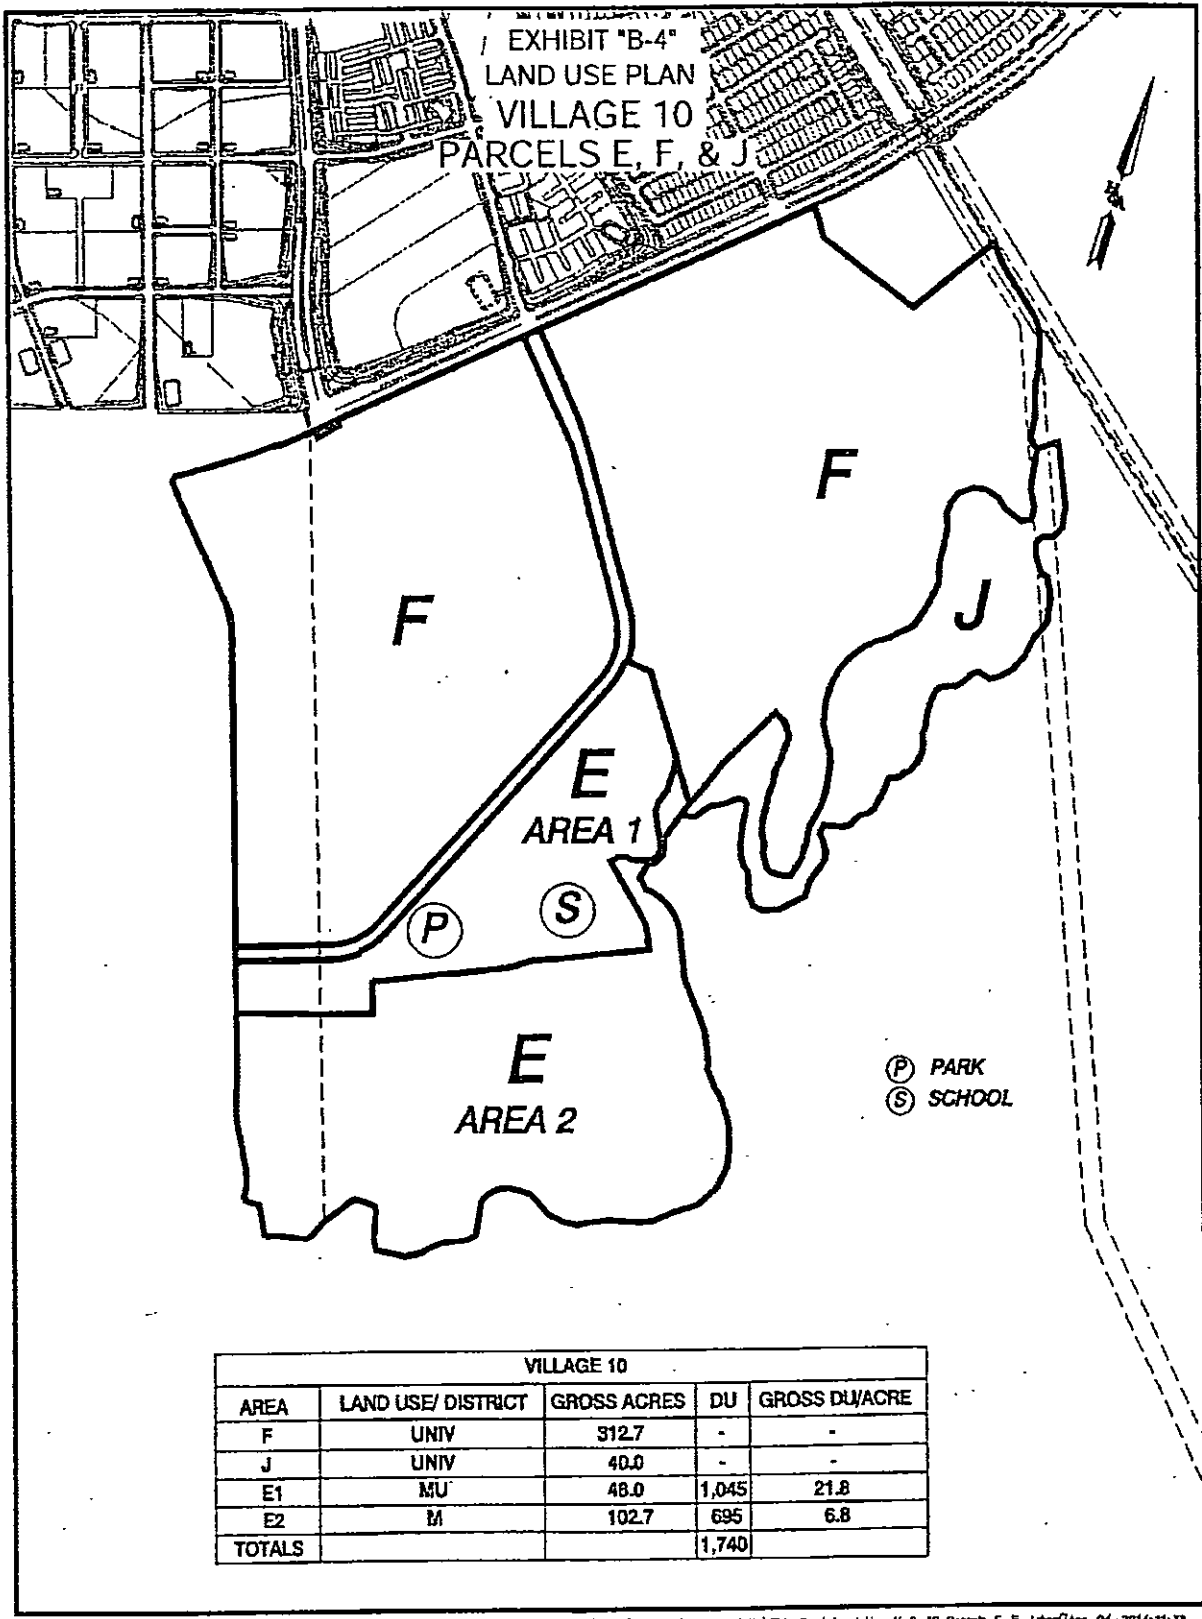 EXHIBIT "B-4"
LAND USE PLAN
VILLAGE 10
PARCELS E, F, & J
F
F
J
E
AREA 1
P
S
E
AREA 2
P PARK
S SCHOOL
VILLAGE 10
AREA LAND USE/ DISTRICT GROSS ACRES DU GROSS DU/ACRE
F UNIV 312.7 - -
J UNIV 40.0 - -
E1 MU 48.0 1,045 21.8
E2 M 102.7 695 6.8
TOTALS 1,740